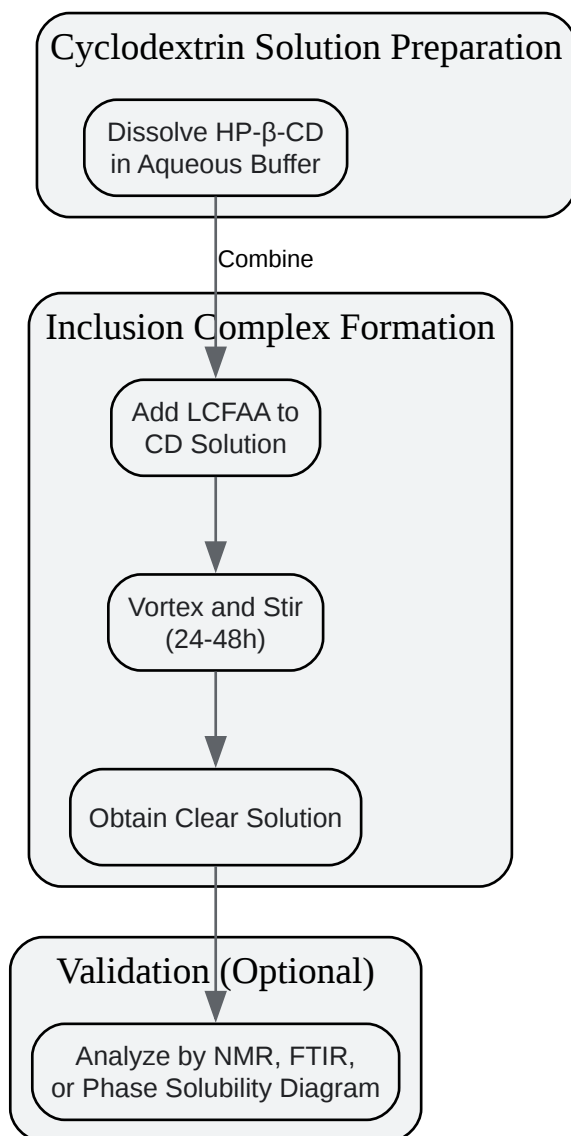 Cyclodextrin Solution Preparation
Dissolve HP-β-CD
in Aqueous Buffer
Combine
Inclusion Complex Formation
Add LCFAA to
CD Solution
Vortex and Stir
(24-48h)
Obtain Clear Solution
Validation (Optional)
Analyze by NMR, FTIR,
or Phase Solubility Diagram